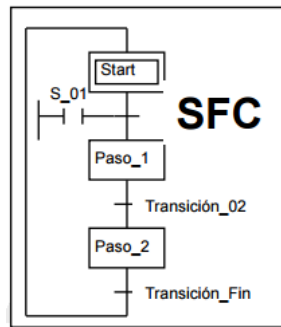 Start
S_01
SFC
Paso_1
Transición_02
Paso_2
Transición_Fin